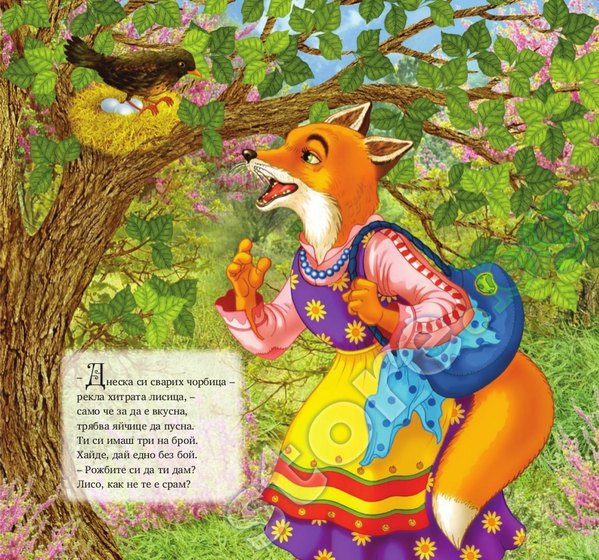 – Днеска си сварих чорбица –
рекла хитрата лисица, –
само че за да е вкусна,
трябва яйчице да пусна.
Ти си имаш три на брой.
Хайде, дай едно без бой.
– Рожбите си да ти дам?
Лисо, как не те е срам?